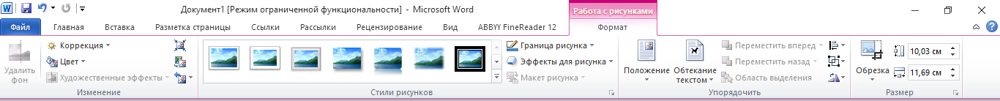 Документ1 [Режим ограниченной функциональности] - Microsoft Word
Работа с рисунками
Файл Главная Вставка Разметка страницы Ссылки Рассылки Рецензирование Вид ABBYY FineReader 12 Формат
Удалить фон
Коррекция
Цвет
Художественные эффекты
Изменение
Стили рисунков
Граница рисунка
Эффекты для рисунка
Макет рисунка
Положение
Обтекание текстом
Переместить вперед
Переместить назад
Область выделения
Упорядочить
Обрезка
10,03 см
11,69 см
Размер